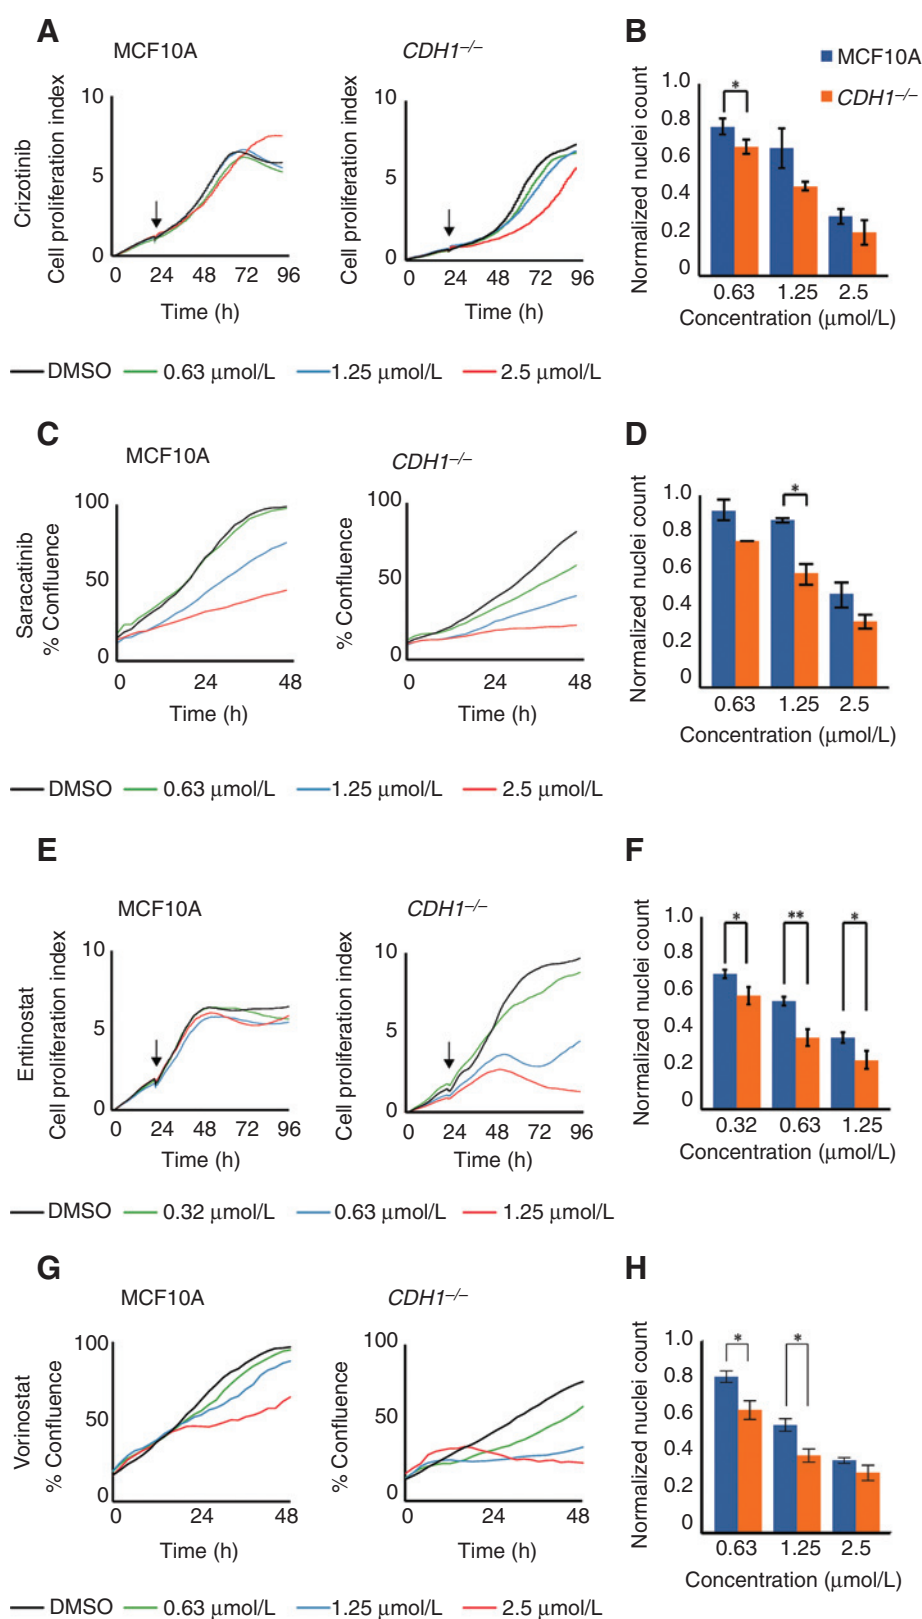 A
B
MCF10A
CDH1–/–
MCF10A
CDH1–/–
Crizotinib
Cell proliferation index
10
5
0
0 24 48 72 96
Time (h)
Cell proliferation index
10
5
0
0 24 48 72 96
Time (h)
Normalized nuclei count
1.0
0.6
0.4
0.2
0
*
0.63 1.25 2.5
Concentration (μmol/L)
DMSO 0.63 μmol/L 1.25 μmol/L 2.5 μmol/L
C
D
MCF10A
CDH1–/–
Saracatinib
% Confluence
100
50
0
0 24 48
Time (h)
% Confluence
100
50
0
0 24 48
Time (h)
Normalized nuclei count
1.0
0.8
0.6
0.4
0.2
0
*
0.63 1.25 2.5
Concentration (μmol/L)
DMSO 0.63 μmol/L 1.25 μmol/L 2.5 μmol/L
E
F
MCF10A
CDH1–/–
Entinostat
Cell proliferation index
10
5
0
0 24 48 72 96
Time (h)
Cell proliferation index
10
5
0
0 24 48 72 96
Time (h)
Normalized nuclei count
1.0
0.6
0.4
0.2
0
* ** *
0.32 0.63 1.25
Concentration (μmol/L)
DMSO 0.32 μmol/L 0.63 μmol/L 1.25 μmol/L
G
H
MCF10A
CDH1–/–
Vorinostat
% Confluence
100
50
0
0 24 48
Time (h)
% Confluence
100
50
0
0 24 48
Time (h)
Normalized nuclei count
1.0
0.6
0.4
0.2
0
* *
0.63 1.25 2.5
Concentration (μmol/L)
DMSO 0.63 μmol/L 1.25 μmol/L 2.5 μmol/L